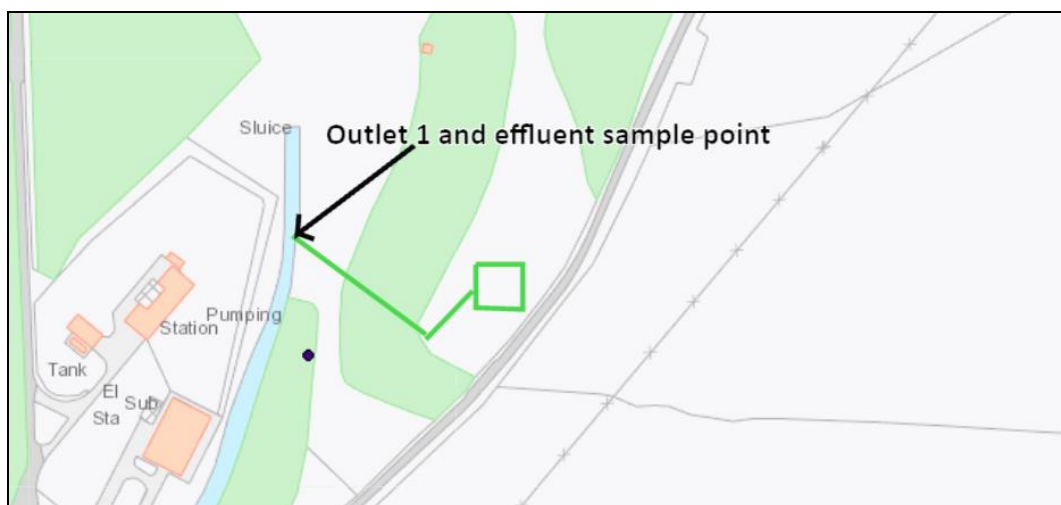 Sluice
Outlet 1 and effluent sample point
Pumping
Station
Tank
El
Sub
Sta